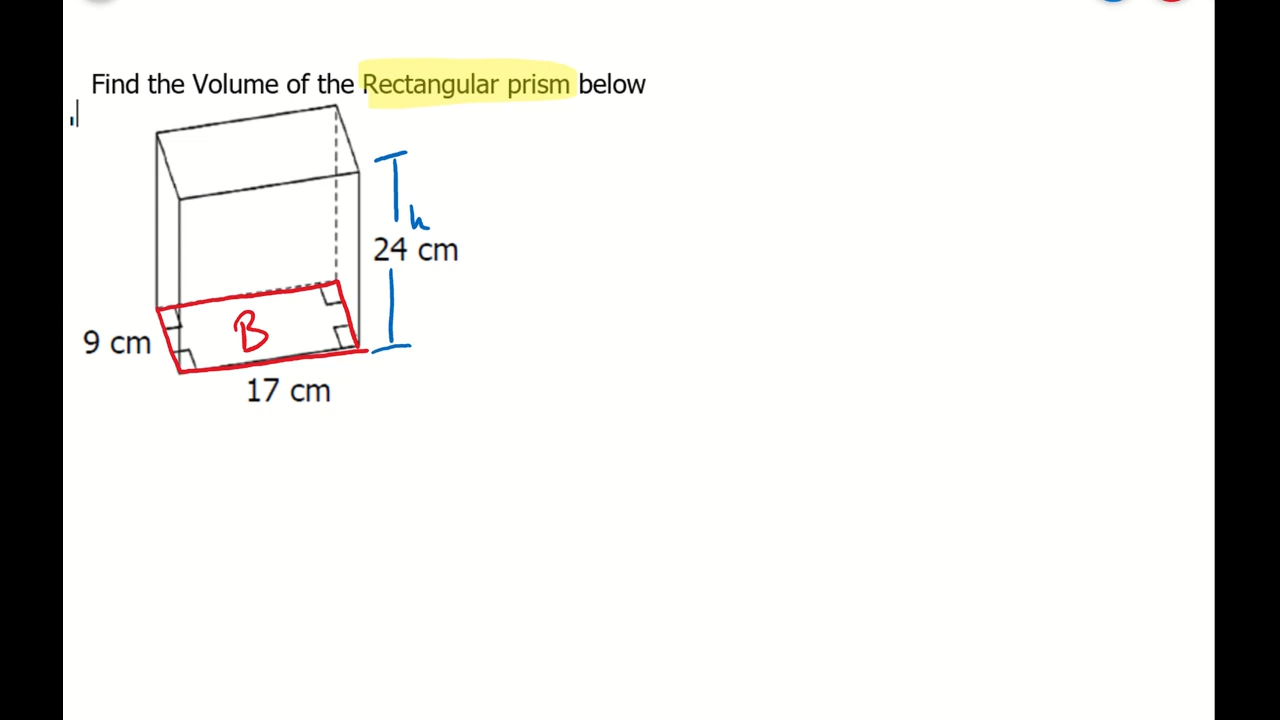 Find the Volume of the Rectangular prism below
h
24 cm
B
9 cm
17 cm